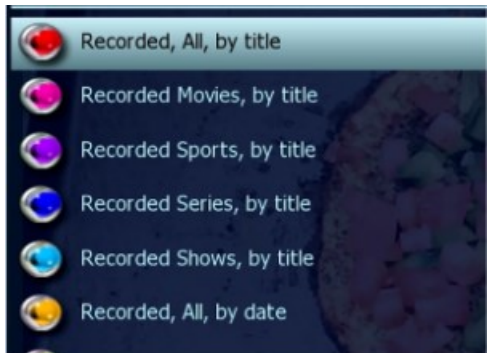 Recorded, All, by title
Recorded Movies, by title
Recorded Sports, by title
Recorded Series, by title
Recorded Shows, by title
Recorded, All, by date